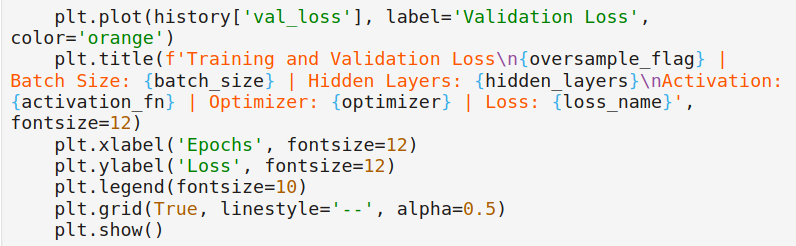 plt.plot(history['val_loss'], label='Validation Loss',
color='orange')
    plt.title(f'Training and Validation Loss\n{oversample_flag} |
Batch Size: {batch_size} | Hidden Layers: {hidden_layers}\nActivation:
{activation_fn} | Optimizer: {optimizer} | Loss: {loss_name}',
fontsize=12)
    plt.xlabel('Epochs', fontsize=12)
    plt.ylabel('Loss', fontsize=12)
    plt.legend(fontsize=10)
    plt.grid(True, linestyle='--', alpha=0.5)
    plt.show()